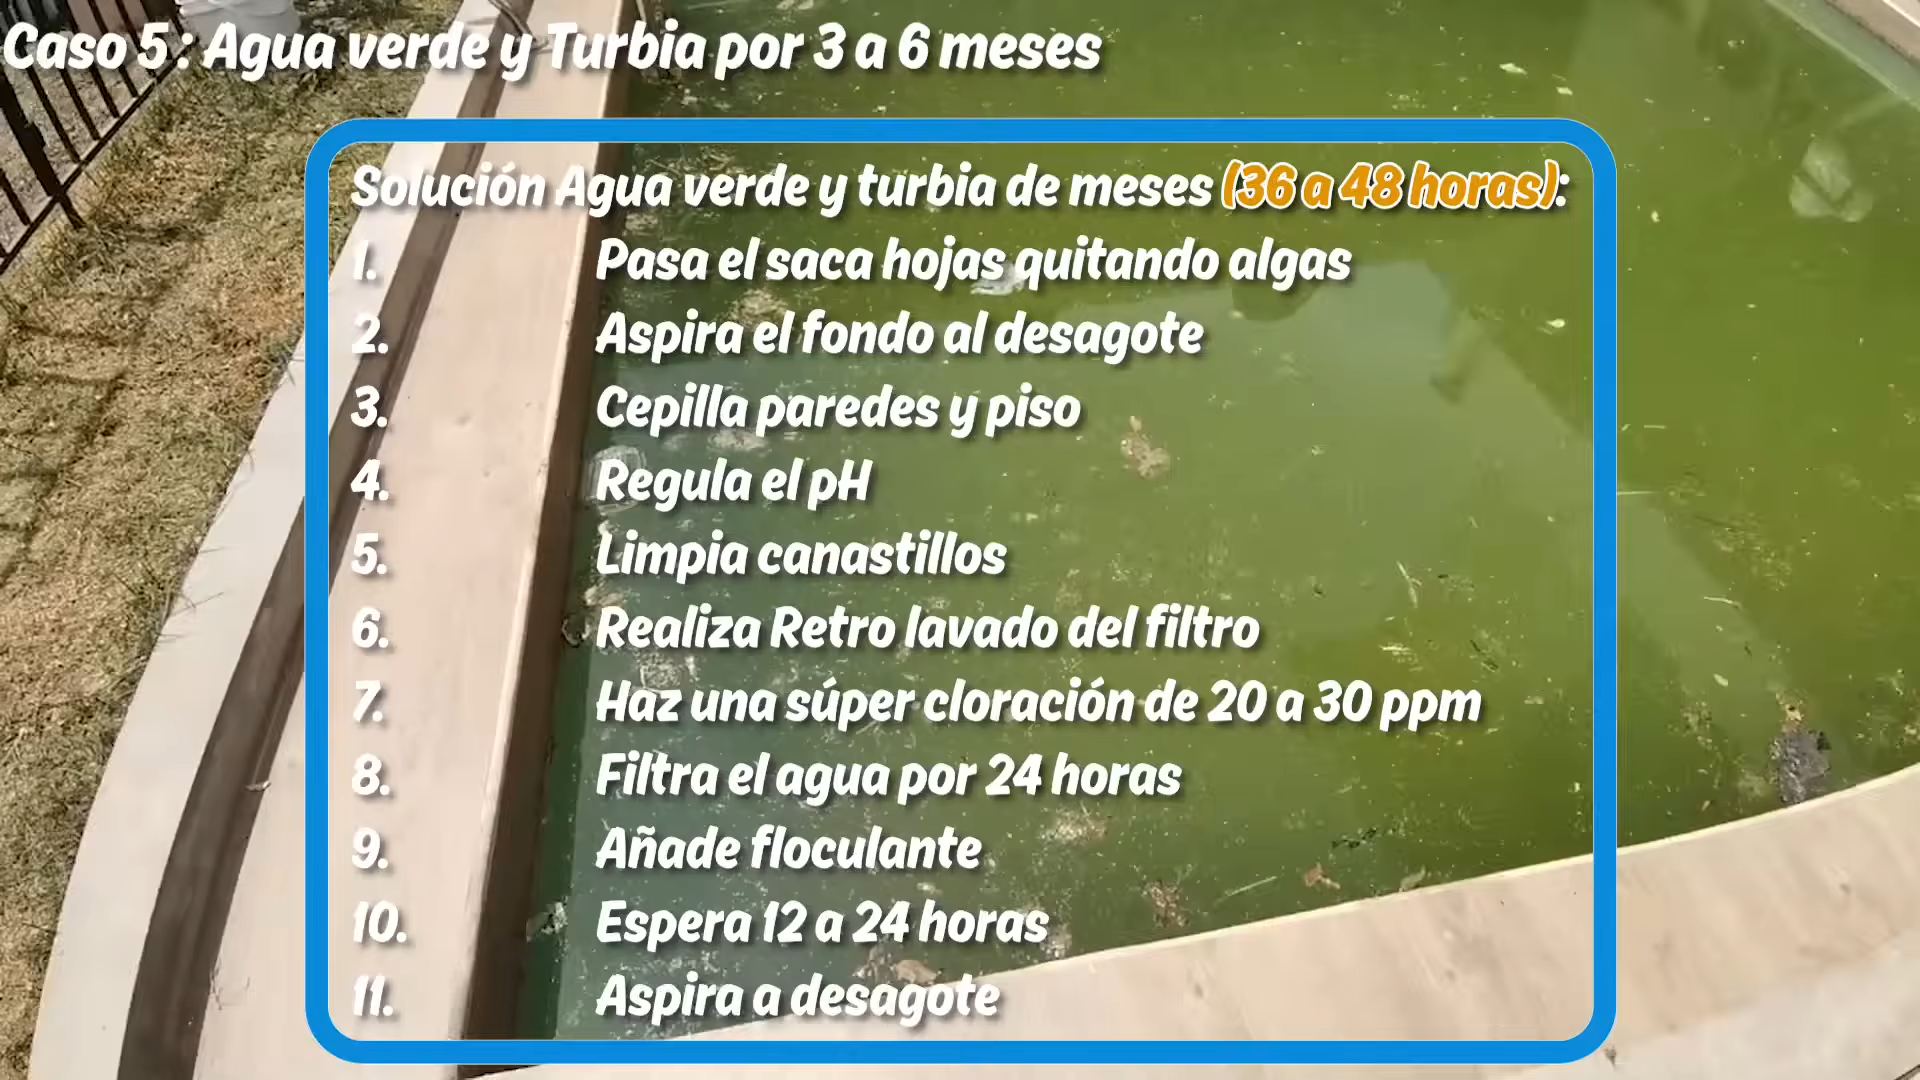 Caso 5 : Agua verde y Turbia por 3 a 6 meses
Solución Agua verde y turbia de meses (36 a 48 horas):
1. Pasa el saca hojas quitando algas
2. Aspira el fondo al desagote
3. Cepilla paredes y piso
4. Regula el pH
5. Limpia canastillos
6. Realiza Retro lavado del filtro
7. Haz una súper cloración de 20 a 30 ppm
8. Filtra el agua por 24 horas
9. Añade floculante
10. Espera 12 a 24 horas
11. Aspira a desagote